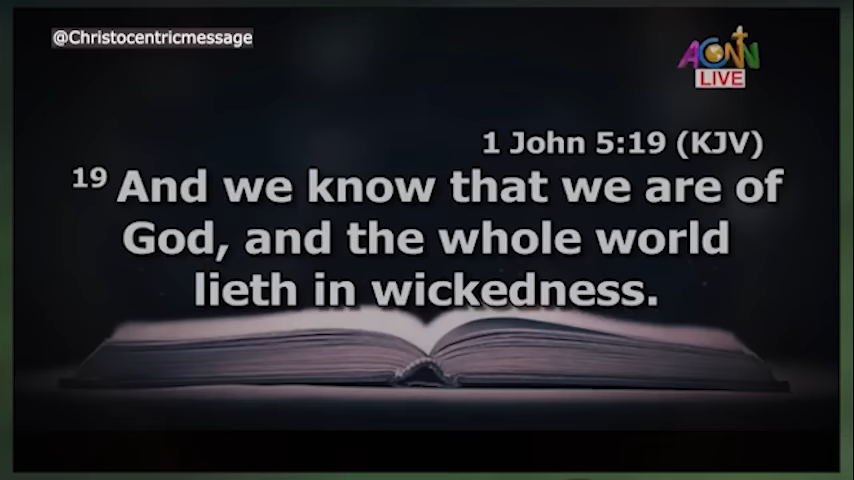 @Christocentricmessage
ACNN
LIVE
1 John 5:19 (KJV)
19 And we know that we are of
God, and the whole world
lieth in wickedness.